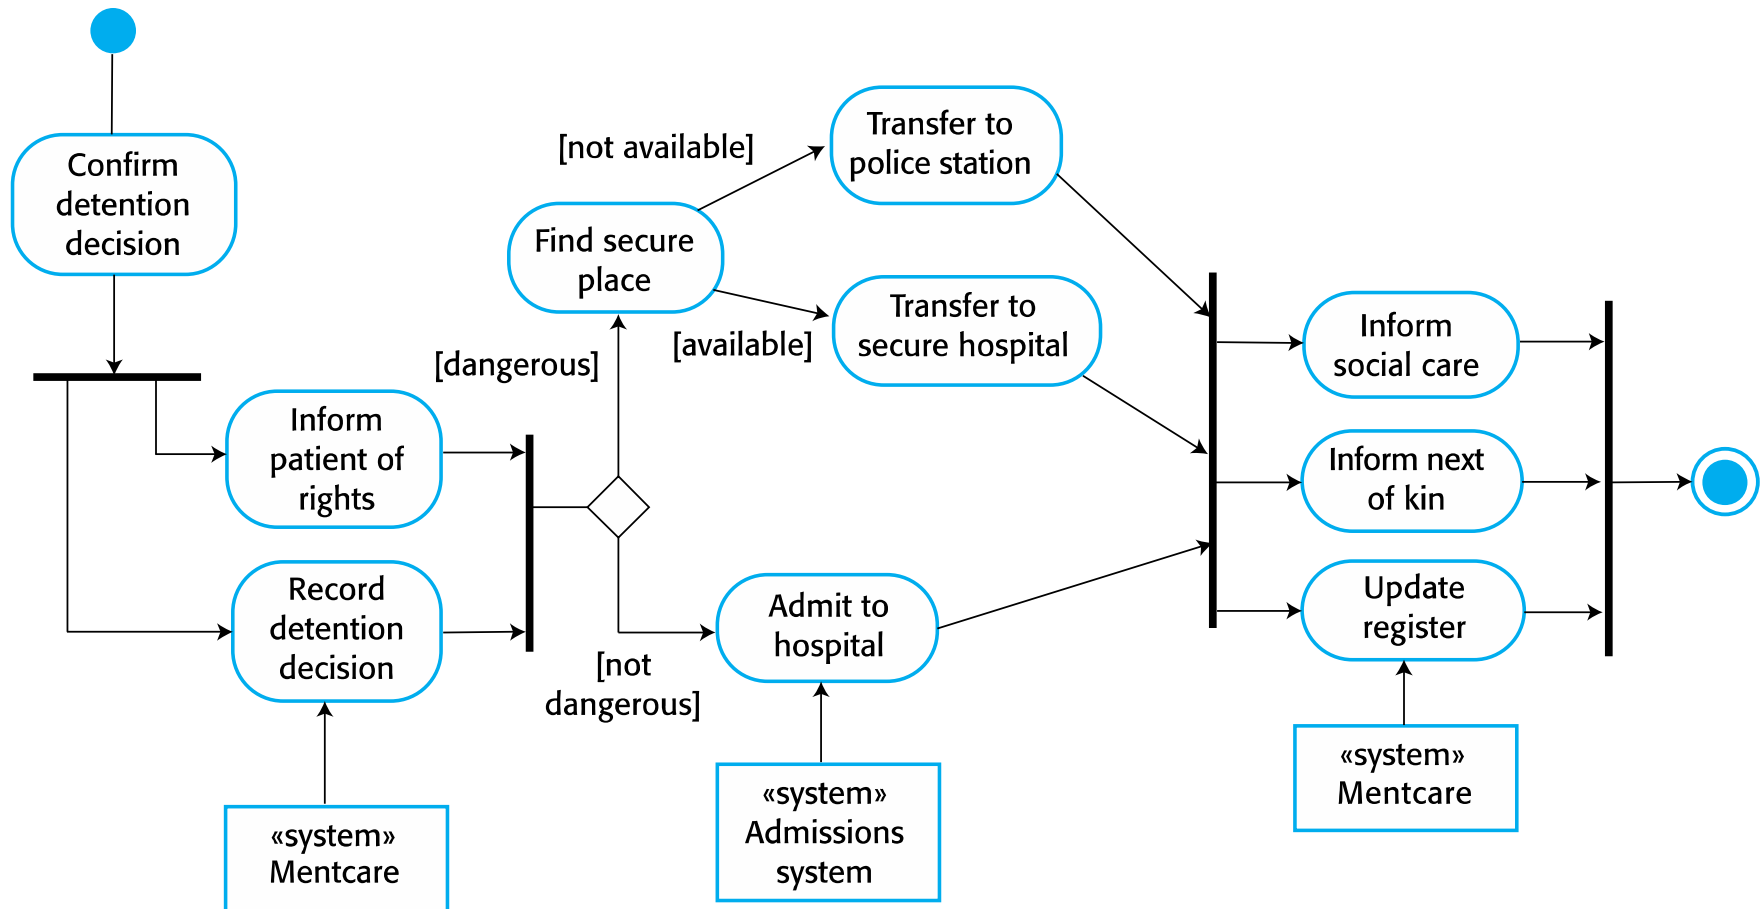 Confirm
detention
decision
Inform
patient of
rights
Record
detention
decision
«system»
Mentcare
[dangerous]
[not
dangerous]
Find secure
place
[not available]
[available]
Transfer to
police station
Transfer to
secure hospital
Admit to
hospital
«system»
Admissions
system
Inform
social care
Inform next
of kin
Update
register
«system»
Mentcare